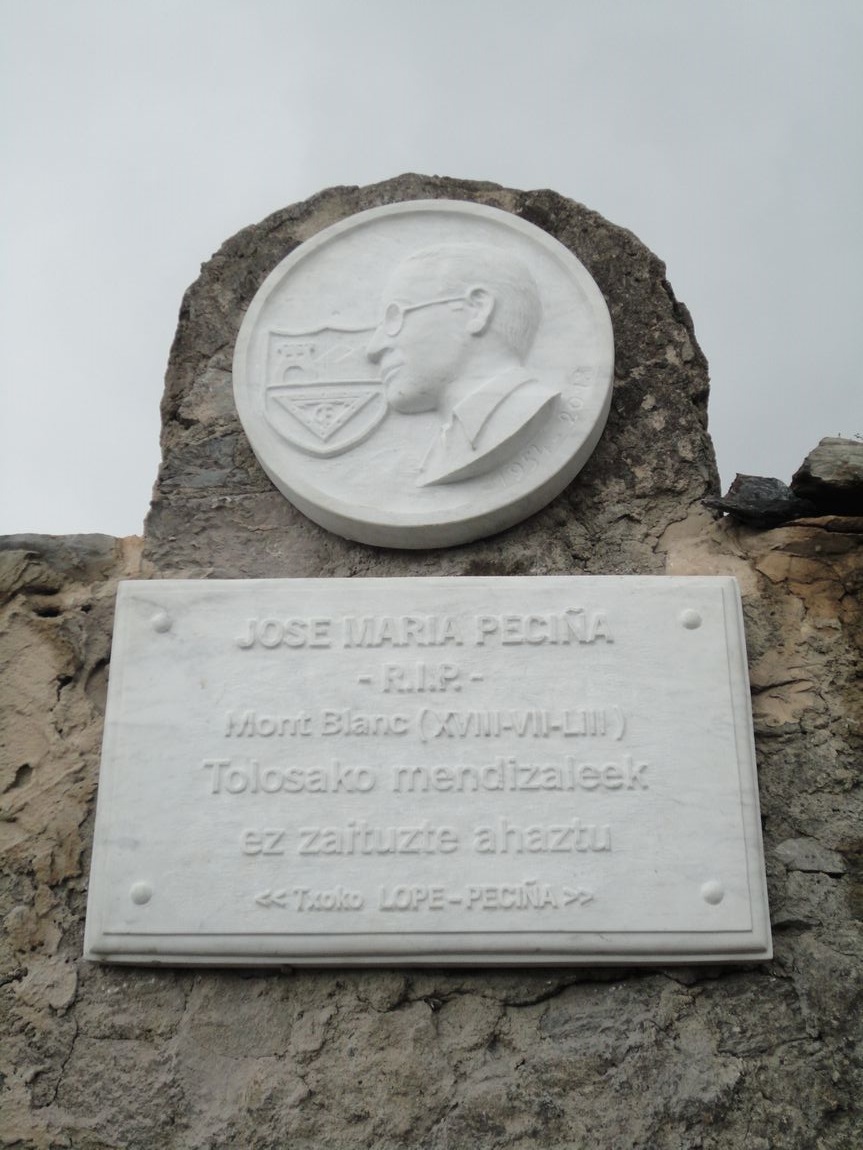 JOSE MARIA PECIÑA
- R.I.P. -
Mont Blanc (XVIII-VII-LIII)
Tolosako mendizaleek
ez zaituzte ahaztu
<< Txoko LOPE-PECIÑA >>